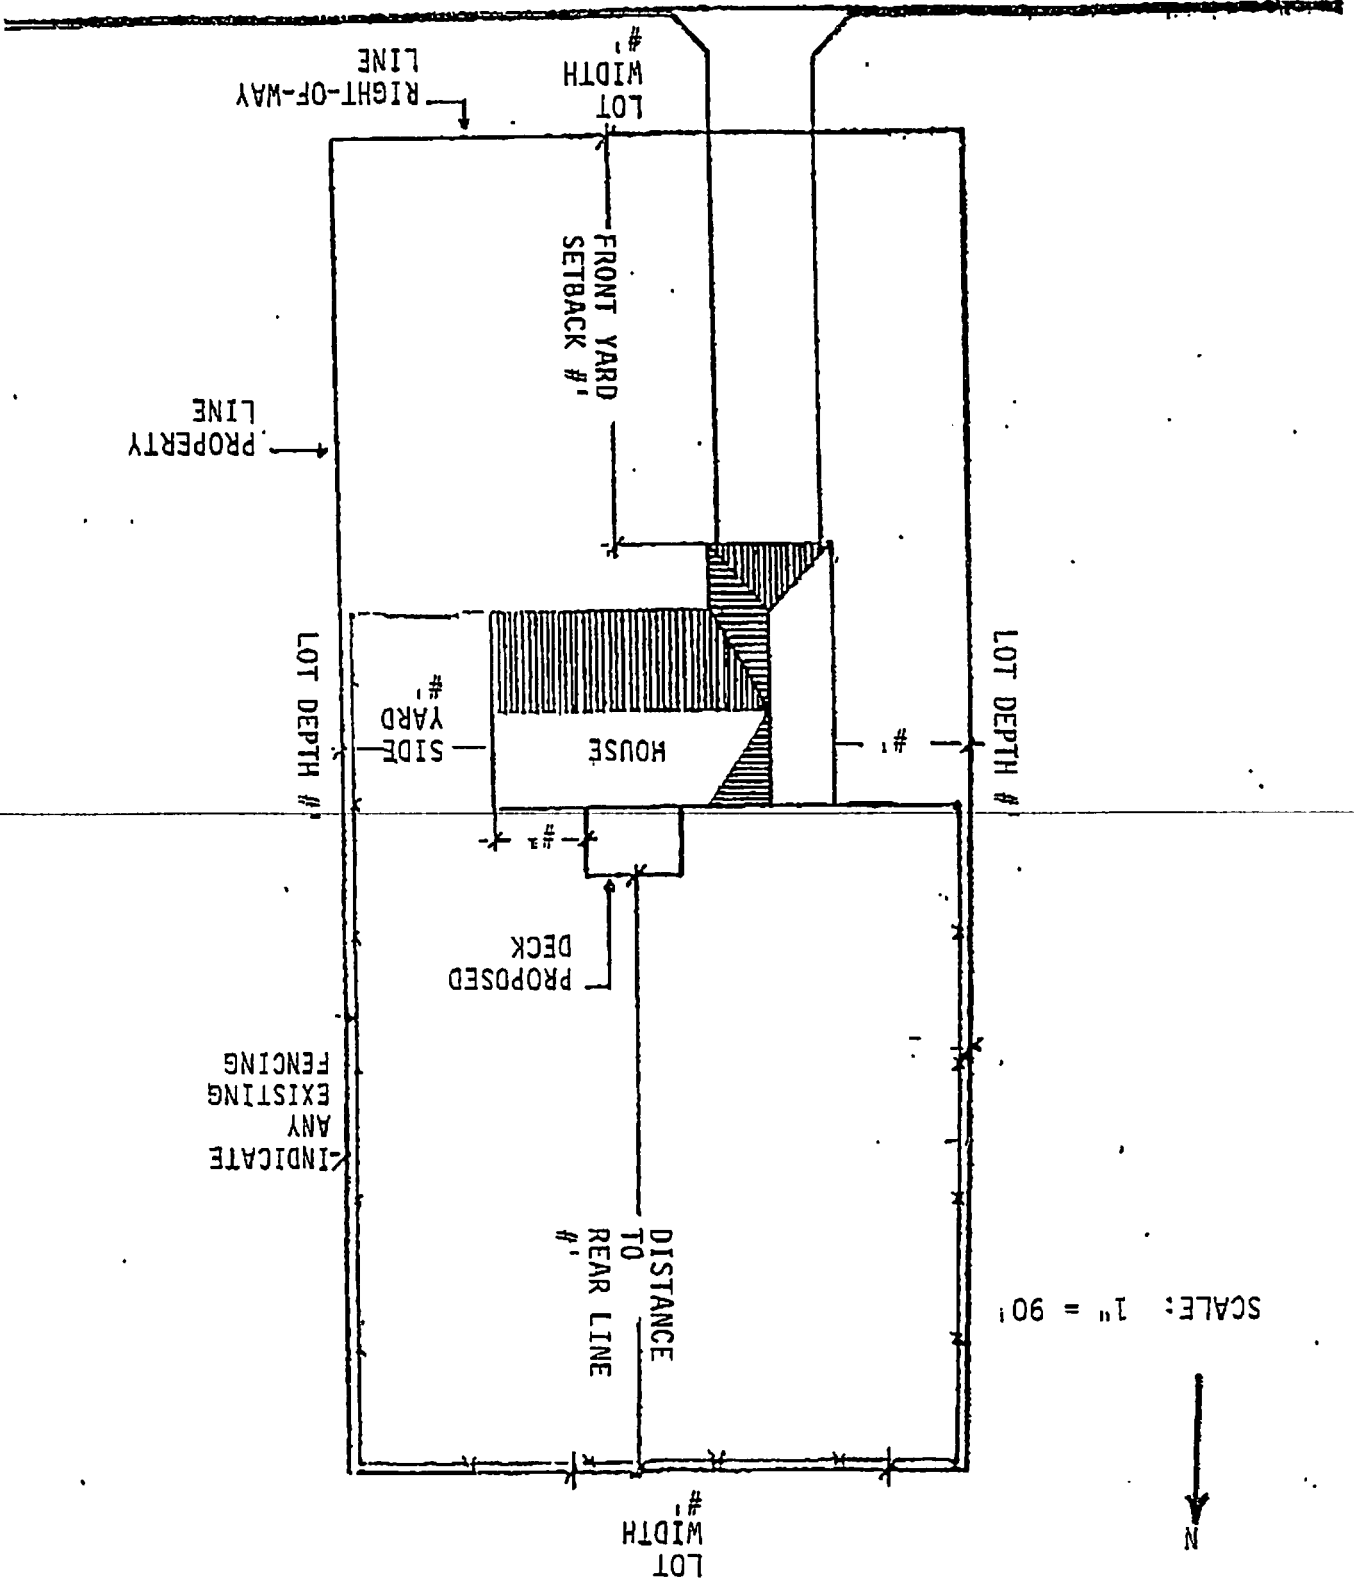 LOT
WIDTH
#'
N
SCALE: 1" = 90'
DISTANCE
TO
REAR LINE
#'
INDICATE
ANY
EXISTING
FENCING
PROPOSED
DECK
#'
LOT DEPTH #'
#'
HOUSE
SIDE
YARD
#'
LOT DEPTH #'
PROPERTY
LINE
FRONT YARD
SETBACK #'
RIGHT-OF-WAY
LINE
LOT
WIDTH
#'